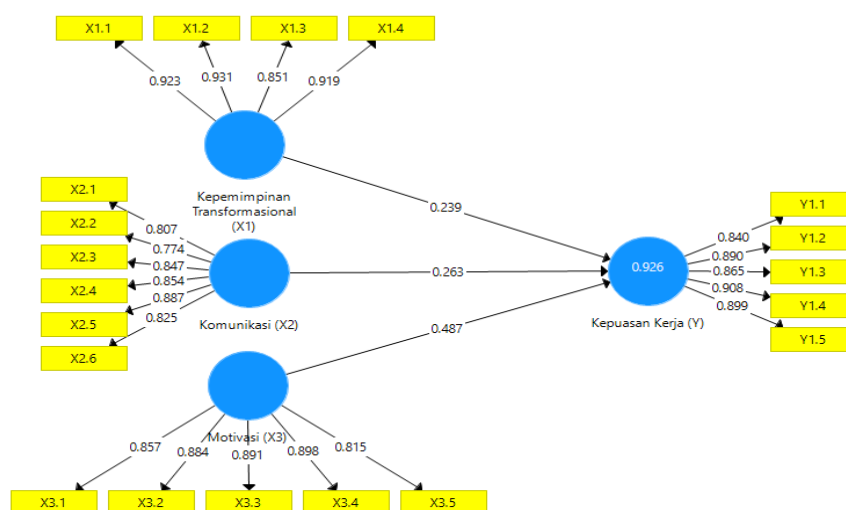 X1.1
X1.2
X1.3
X1.4
0.923
0.931
0.851
0.919
Kepemimpinan
Transformasional
(X1)
X2.1
X2.2
X2.3
X2.4
X2.5
X2.6
0.807
0.774
0.847
0.854
0.887
0.825
Komunikasi (X2)
0.239
0.263
0.487
0.926
Kepuasan Kerja (Y)
0.840
0.890
0.865
0.908
0.899
Y1.1
Y1.2
Y1.3
Y1.4
Y1.5
Motivasi (X3)
0.857
0.884
0.891
0.898
0.815
X3.1
X3.2
X3.3
X3.4
X3.5